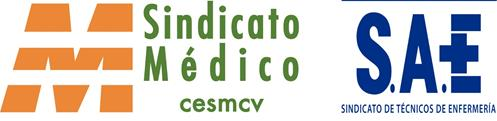 Sindicato
Médico
cesmcv
S.A.E
SINDICATO DE TÉCNICOS DE ENFERMERÍA